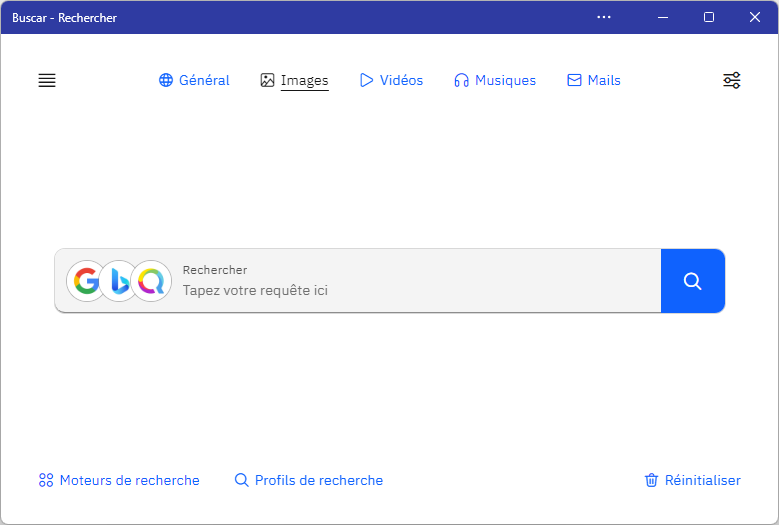 Buscar - Rechercher
Général Images Vidéos Musiques Mails
Rechercher
Tapez votre requête ici
Moteurs de recherche Profils de recherche Réinitialiser